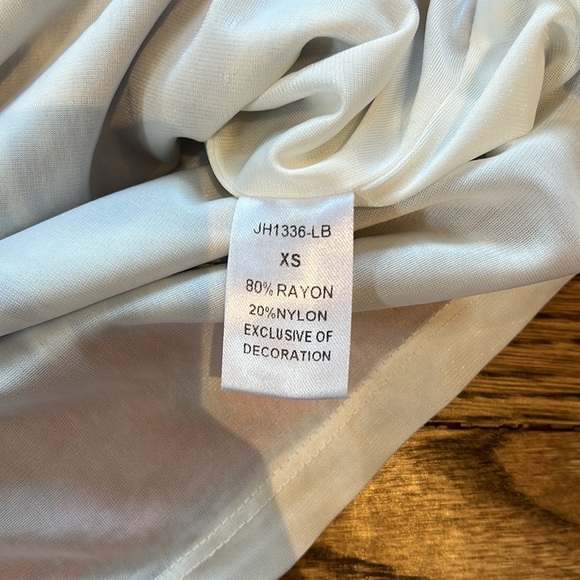 JH1336-LB
XS
80%RAYON
20%NYLON
EXCLUSIVE OF
DECORATION